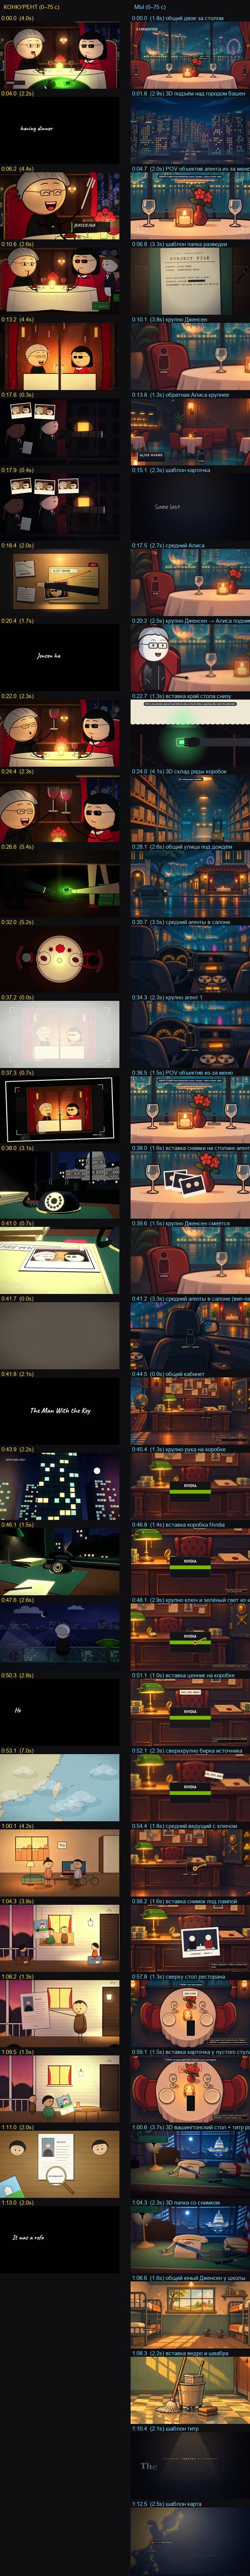 КОНКУРЕНТ (0–75 с)
0:00.0 (4.0s)
0:04.0 (2.2s)
having dinner
0:06.2 (4.4s)
0:10.6 (2.6s)
0:13.2 (4.4s)
0:17.6 (0.3s)
0:17.9 (0.4s)
0:18.4 (2.0s)
0:20.4 (1.7s)
Jensen ha
0:22.0 (2.3s)
0:24.4 (2.3s)
0:26.6 (5.4s)
0:32.0 (5.2s)
0:37.2 (0.0s)
0:37.3 (0.7s)
0:38.0 (3.1s)
0:41.0 (0.7s)
0:41.7 (0.0s)
0:41.8 (2.1s)
The Man With the Key
0:43.9 (2.2s)
0:46.1 (1.5s)
0:47.6 (2.6s)
0:50.3 (2.8s)
He
0:53.1 (7.0s)
1:00.1 (4.2s)
1:04.3 (3.8s)
1:08.2 (1.3s)
1:09.5 (1.5s)
1:11.0 (2.0s)
1:13.0 (2.0s)
It was a refe
МЫ (0–75 с)
0:00.0 (1.8s) общий двое за столом
0:01.8 (2.9s) 3D подъём над городом башен
0:04.7 (2.0s) POV объектив агента из-за мен
0:06.8 (3.3s) шаблон папка разведки
SUBJECT FILE
0:10.1 (3.8s) крупно Дженсен
0:13.8 (1.3s) обратная Алиса крупнее
ALICE HUANG
0:15.1 (2.3s) шаблон карточка
Some last
0:17.5 (2.7s) средний Алиса
0:20.2 (2.5s) крупно Дженсен → Алиса подни
0:22.7 (1.3s) вставка край стола снизу
0:24.0 (4.1s) 3D склад ряды коробок
0:28.1 (2.6s) общий улица под дождём
0:30.7 (3.5s) средний агенты в салоне
0:34.3 (2.3s) крупно агент 1
0:36.5 (1.5s) POV объектив из-за меню
0:38.0 (1.6s) вставка снимки на столике агент
0:39.6 (1.5s) крупно Дженсен смеётся
0:41.2 (3.3s) средний агенты в салоне (вип-па
0:44.5 (0.9s) общий кабинет
0:45.4 (1.3s) крупно рука на коробке
NVIDIA
0:46.8 (1.4s) вставка коробка Nvidia
NVIDIA
0:48.1 (2.9s) крупно ключ и зелёный свет из к
NVIDIA
0:51.1 (1.0s) вставка ценник на коробке
NVIDIA
0:52.1 (2.3s) сверхкрупно бирка источника
NVIDIA
0:54.4 (1.8s) средний ведущий с ключом
0:56.2 (1.6s) вставка снимок под лампой
0:57.8 (1.3s) сверху стол ресторана
0:59.1 (1.5s) вставка карточка у пустого стул
1:00.6 (3.7s) 3D вашингтонский стол + титр р
1:04.3 (2.3s) 3D папка со снимком
1:06.6 (1.6s) общий юный Дженсен у школы
1:08.2 (2.2s) вставка ведро и швабра
1:10.4 (2.1s) шаблон титр
The
1:12.5 (2.5s) шаблон карта